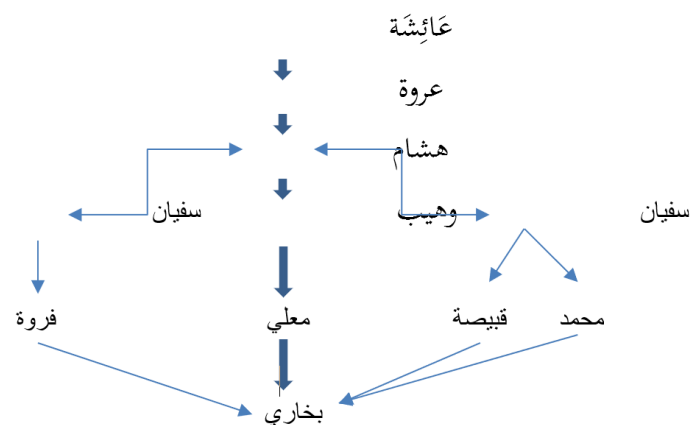 عَائِشَة
عروة
هشام
سفيان وهيب سفيان
محمد قبيصة معلي فروة
بخاري